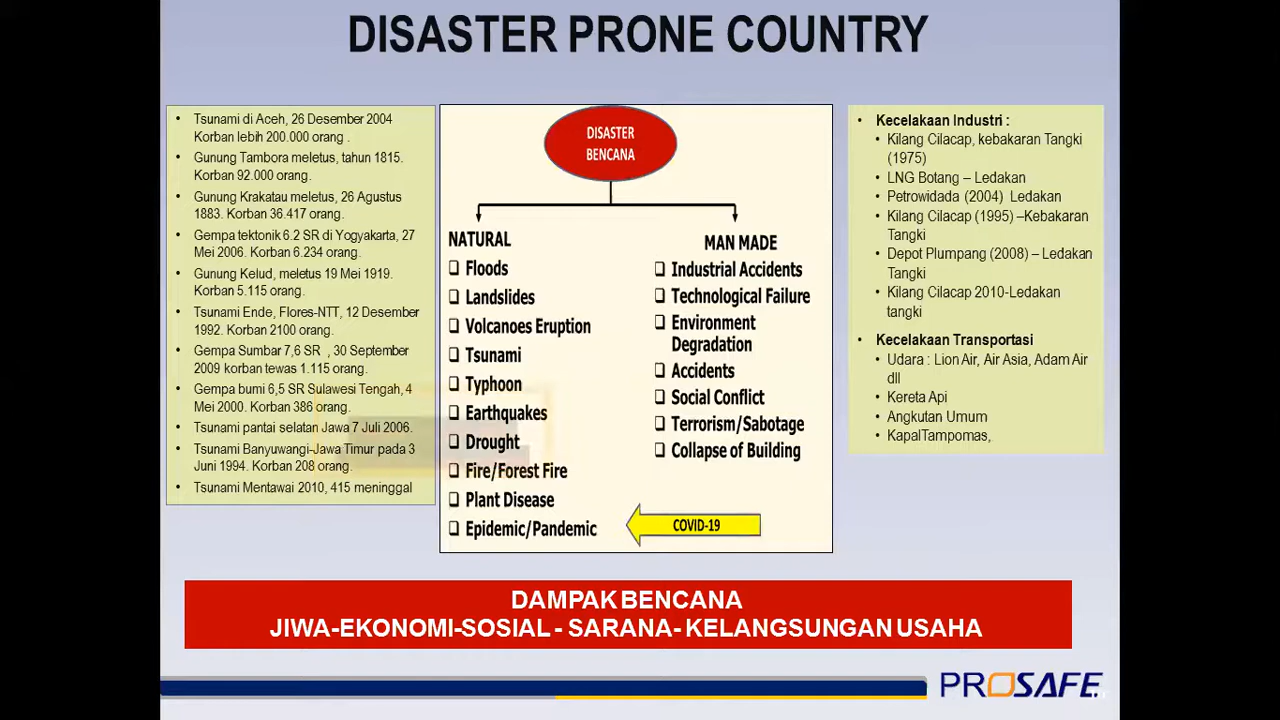 DISASTER PRONE COUNTRY
• Tsunami di Aceh, 26 Desember 2004
Korban lebih 200.000 orang .
• Gunung Tambora meletus, tahun 1815.
Korban 92.000 orang.
• Gunung Krakatau meletus, 26 Agustus
1883. Korban 36.417 orang.
• Gempa tektonik 6.2 SR di Yogyakarta, 27
Mei 2006. Korban 6.234 orang.
• Gunung Kelud, meletus 19 Mei 1919.
Korban 5.115 orang.
• Tsunami Ende, Flores-NTT, 12 Desember
1992. Korban 2100 orang.
• Gempa Sumbar 7,6 SR , 30 September
2009 korban tewas 1.115 orang.
• Gempa bumi 6,5 SR Sulawesi Tengah, 4
Mei 2000. Korban 386 orang.
• Tsunami pantai selatan Jawa 7 Juli 2006.
• Tsunami Banyuwangi-Jawa Timur pada 3
Juni 1994. Korban 208 orang.
• Tsunami Mentawai 2010, 415 meninggal
DISASTER
BENCANA
NATURAL
❑ Floods
❑ Landslides
❑ Volcanoes Eruption
❑ Tsunami
❑ Typhoon
❑ Earthquakes
❑ Drought
❑ Fire/Forest Fire
❑ Plant Disease
❑ Epidemic/Pandemic
COVID-19
MAN MADE
❑ Industrial Accidents
❑ Technological Failure
❑ Environment
Degradation
❑ Accidents
❑ Social Conflict
❑ Terrorism/Sabotage
❑ Collapse of Building
• Kecelakaan Industri :
• Kilang Cilacap, kebakaran Tangki
(1975)
• LNG Botang – Ledakan
• Petrowidada (2004) Ledakan
• Kilang Cilacap (1995) –Kebakaran
Tangki
• Depot Plumpang (2008) – Ledakan
Tangki
• Kilang Cilacap 2010-Ledakan
tangki
• Kecelakaan Transportasi
• Udara : Lion Air, Air Asia, Adam Air
dll
• Kereta Api
• Angkutan Umum
• KapalTampomas,
DAMPAK BENCANA
JIWA-EKONOMI-SOSIAL - SARANA- KELANGSUNGAN USAHA
PROSAFE